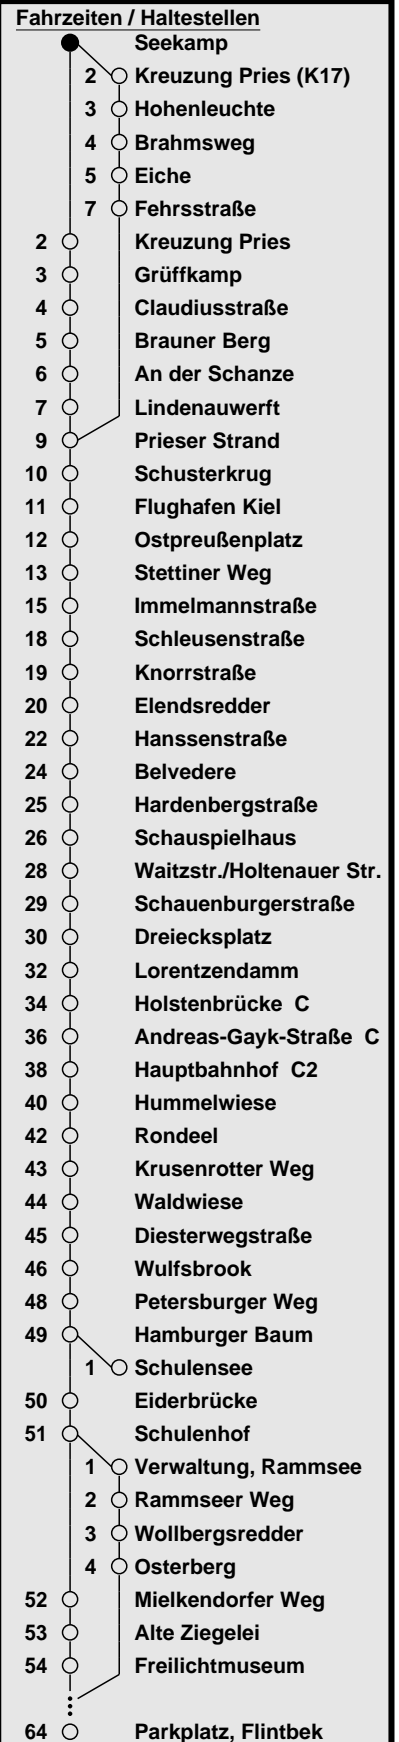 Fahrzeiten / Haltestellen
Seekamp
2 Kreuzung Pries (K17)
3 Hohenleuchte
4 Brahmsweg
5 Eiche
7 Fehrsstraße
2 Kreuzung Pries
3 Grüffkamp
4 Claudiusstraße
5 Brauner Berg
6 An der Schanze
7 Lindenauwerft
9 Prieser Strand
10 Schusterkrug
11 Flughafen Kiel
12 Ostpreußenplatz
13 Stettiner Weg
15 Immelmannstraße
18 Schleusenstraße
19 Knorrstraße
20 Elendsredder
22 Hanssenstraße
24 Belvedere
25 Hardenbergstraße
26 Schauspielhaus
28 Waitzstr./Holtenauer Str.
29 Schauenburgerstraße
30 Dreiecksplatz
32 Lorentzendamm
34 Holstenbrücke C
36 Andreas-Gayk-Straße C
38 Hauptbahnhof C2
40 Hummelwiese
42 Rondeel
43 Krusenrotter Weg
44 Waldwiese
45 Diesterwegstraße
46 Wulfsbrook
48 Petersburger Weg
49 Hamburger Baum
1 Schulensee
50 Eiderbrücke
51 Schulenhof
1 Verwaltung, Rammsee
2 Rammseer Weg
3 Wollbergsredder
4 Osterberg
52 Mielkendorfer Weg
53 Alte Ziegelei
54 Freilichtmuseum
64 Parkplatz, Flintbek